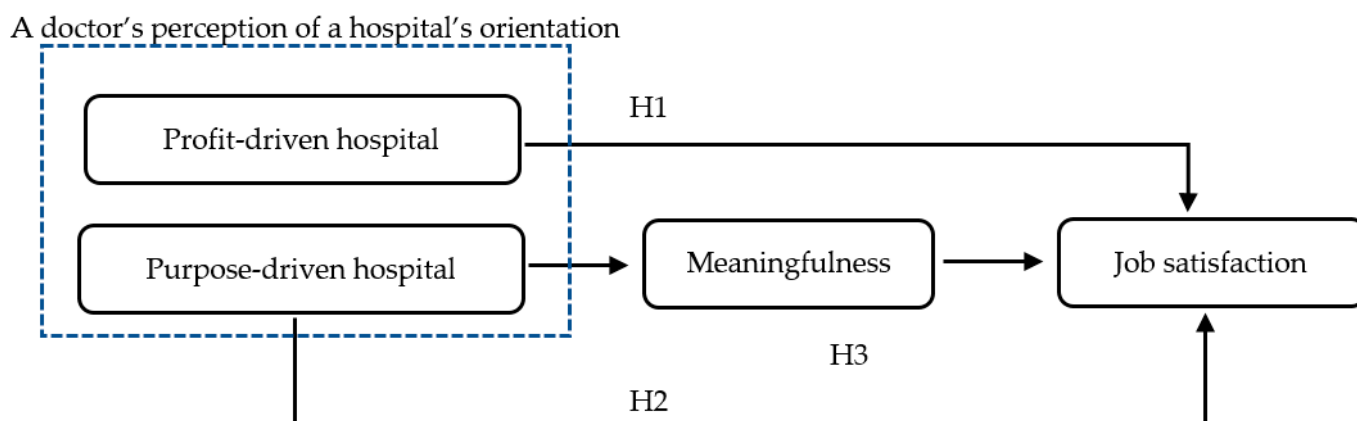 A doctor’s perception of a hospital’s orientation
H1
Profit-driven hospital
Purpose-driven hospital
Meaningfulness
Job satisfaction
H3
H2